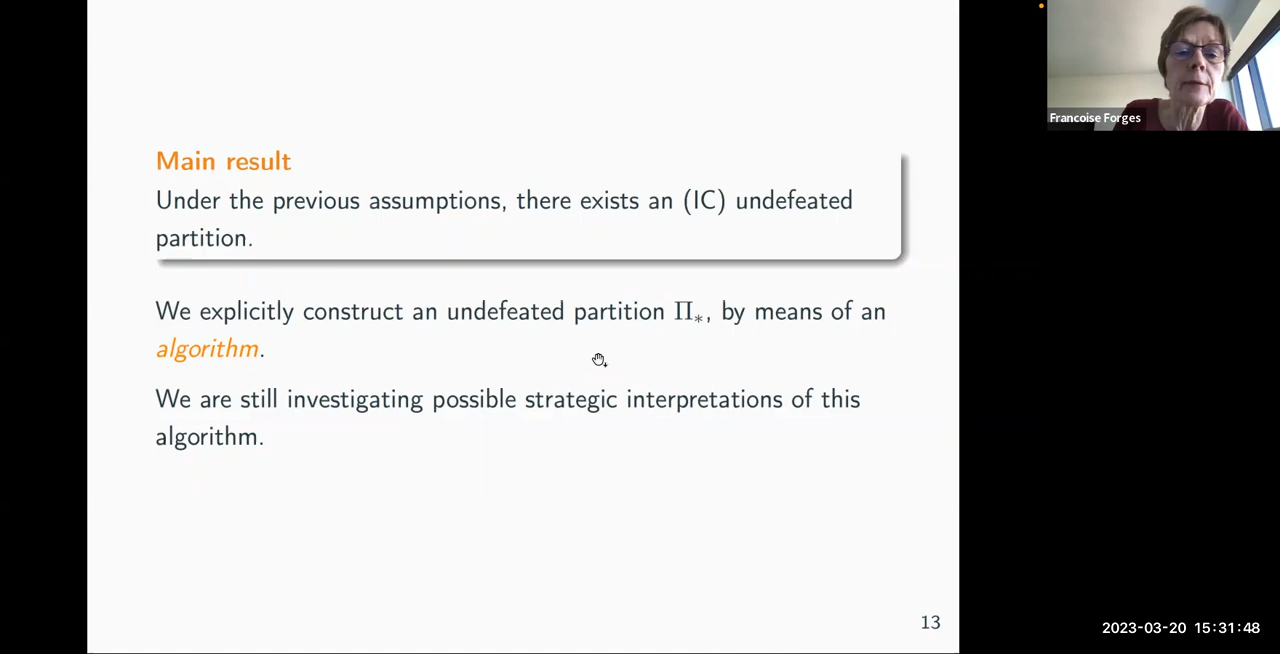 Francoise Forges
Main result
Under the previous assumptions, there exists an (IC) undefeated
partition.
We explicitly construct an undefeated partition Π∗, by means of an
algorithm.
We are still investigating possible strategic interpretations of this
algorithm.
13
2023-03-20 15:31:48